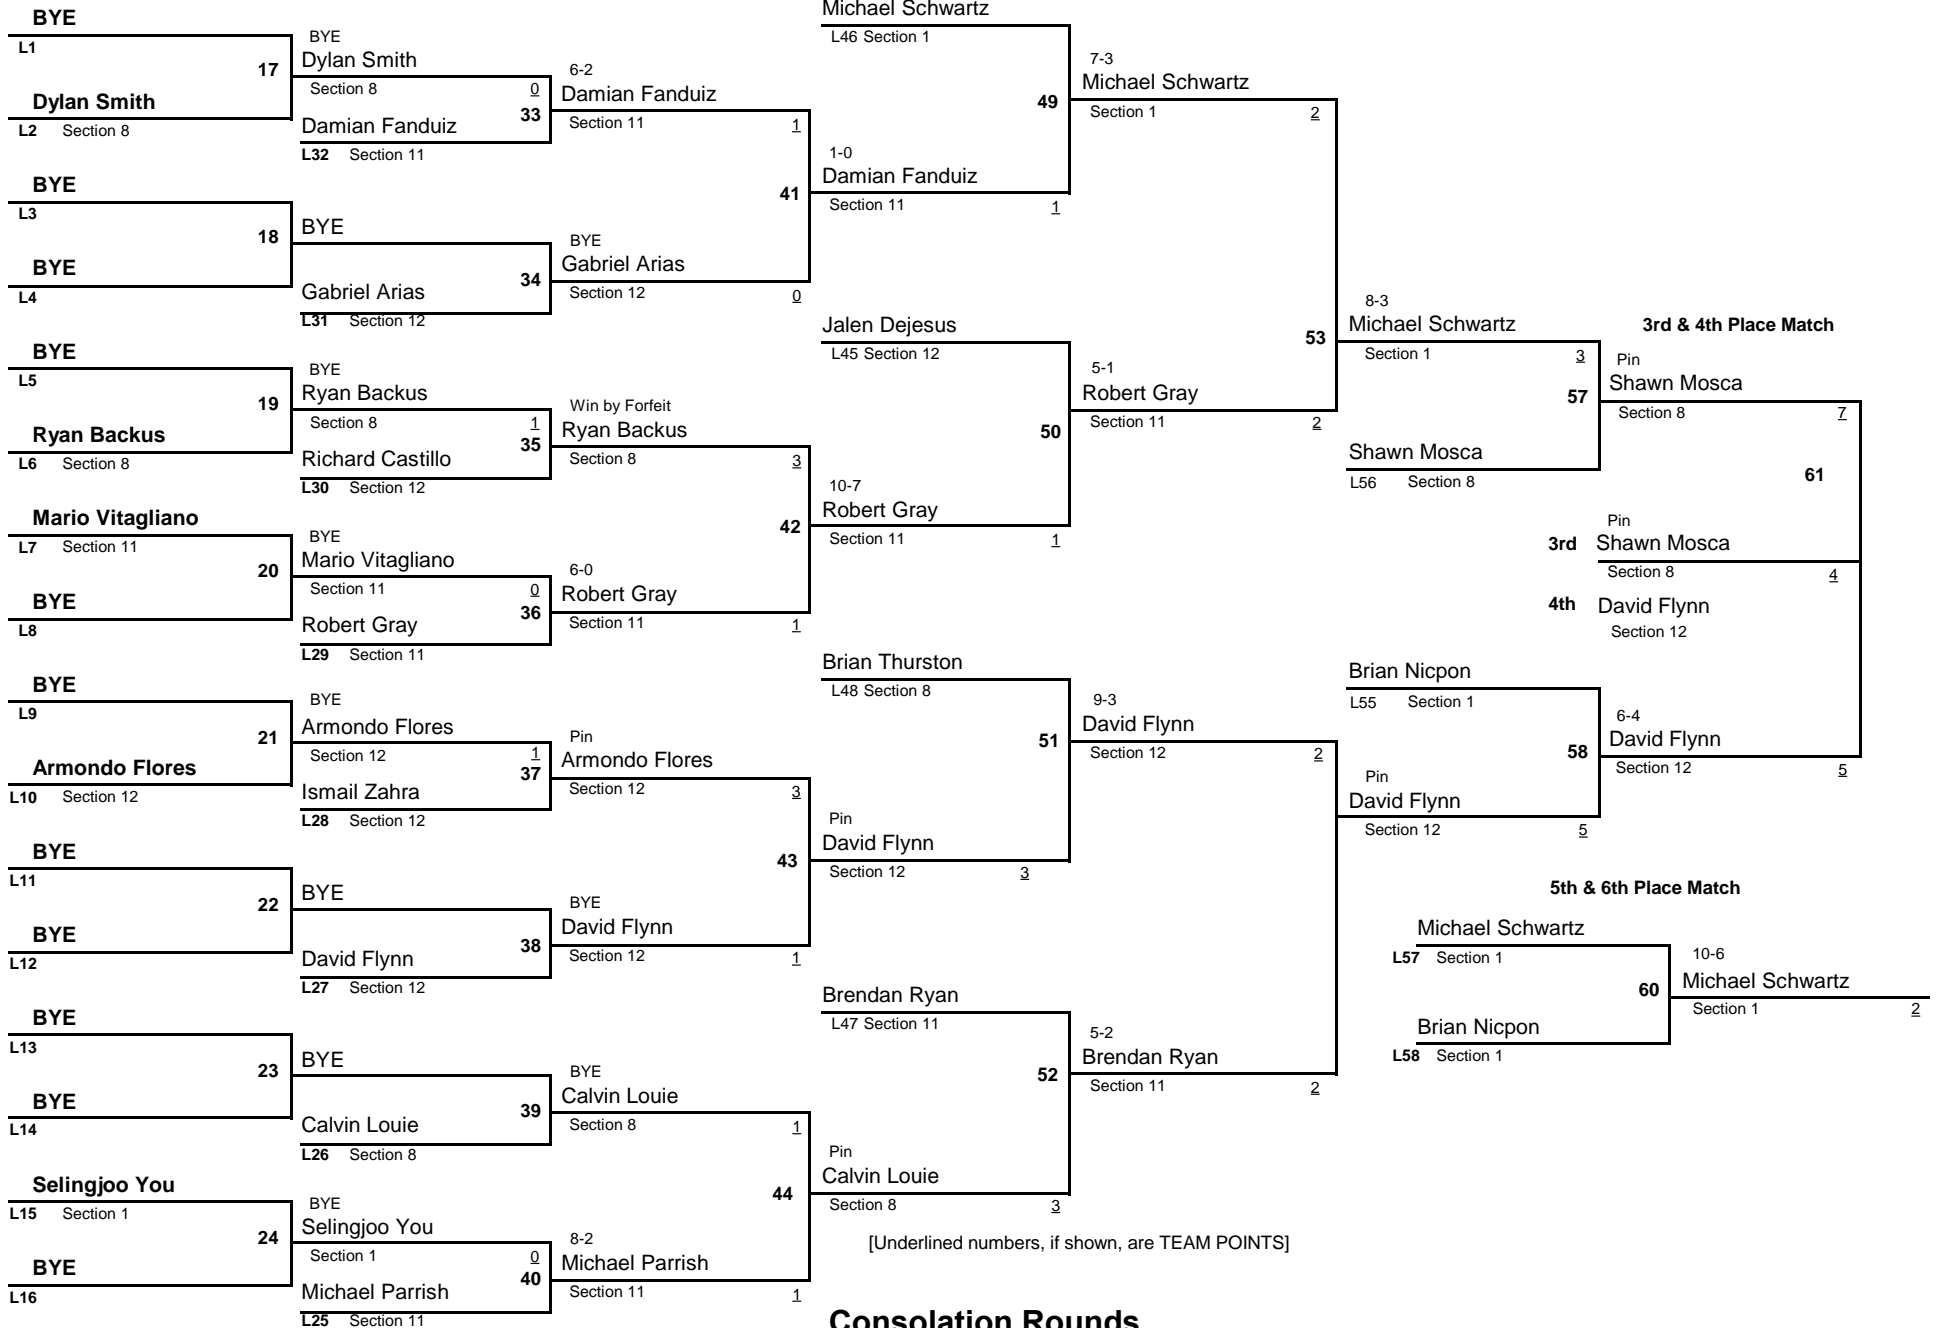 BYE
L1
17
Dylan Smith
L2 Section 8
BYE
L3
18
BYE
L4
BYE
L5
19
Ryan Backus
L6 Section 8
Mario Vitagliano
L7 Section 11
20
BYE
L8
BYE
L9
21
Armondo Flores
L10 Section 12
BYE
L11
22
BYE
L12
BYE
L13
23
BYE
L14
Selingjoo You
L15 Section 1
24
BYE
L16
BYE
Dylan Smith
Section 8 0
33
Damian Fanduiz
L32 Section 11
BYE
34
Gabriel Arias
L31 Section 12
BYE
Ryan Backus
Section 8 1
35
Richard Castillo
L30 Section 12
BYE
Mario Vitagliano
Section 11 0
36
Robert Gray
L29 Section 11
BYE
Armondo Flores
Section 12 1
37
Ismail Zahra
L28 Section 12
BYE
38
David Flynn
L27 Section 12
BYE
39
Calvin Louie
L26 Section 8
BYE
Selingjoo You
Section 1 0
40
Michael Parrish
L25 Section 11
6-2
Damian Fanduiz
Section 11 1
41
BYE
Gabriel Arias
Section 12 0
Win by Forfeit
Ryan Backus
Section 8 3
42
6-0
Robert Gray
Section 11 1
Pin
Armondo Flores
Section 12 3
43
BYE
David Flynn
Section 12 1
BYE
Calvin Louie
Section 8 1
44
8-2
Michael Parrish
Section 11 1
Michael Schwartz
L46 Section 1
49
1-0
Damian Fanduiz
Section 11 1
Jalen Dejesus
L45 Section 12
50
10-7
Robert Gray
Section 11 1
Brian Thurston
L48 Section 8
51
Pin
David Flynn
Section 12 3
Brendan Ryan
L47 Section 11
52
Pin
Calvin Louie
Section 8 3
7-3
Michael Schwartz
Section 1 2
53
5-1
Robert Gray
Section 11 2
9-3
David Flynn
Section 12 2
5-2
Brendan Ryan
Section 11 2
8-3
Michael Schwartz
Section 1 3
57
Shawn Mosca
L56 Section 8
Brian Nicpon
L55 Section 1
58
Pin
David Flynn
Section 12 5
3rd & 4th Place Match
Pin
Shawn Mosca
Section 8 7
61
Pin
3rd Shawn Mosca
Section 8 4
4th David Flynn
Section 12
6-4
David Flynn
Section 12 5
5th & 6th Place Match
Michael Schwartz
L57 Section 1
60
Brian Nicpon
L58 Section 1
10-6
Michael Schwartz
Section 1 2
[Underlined numbers, if shown, are TEAM POINTS]
Consolation Rounds